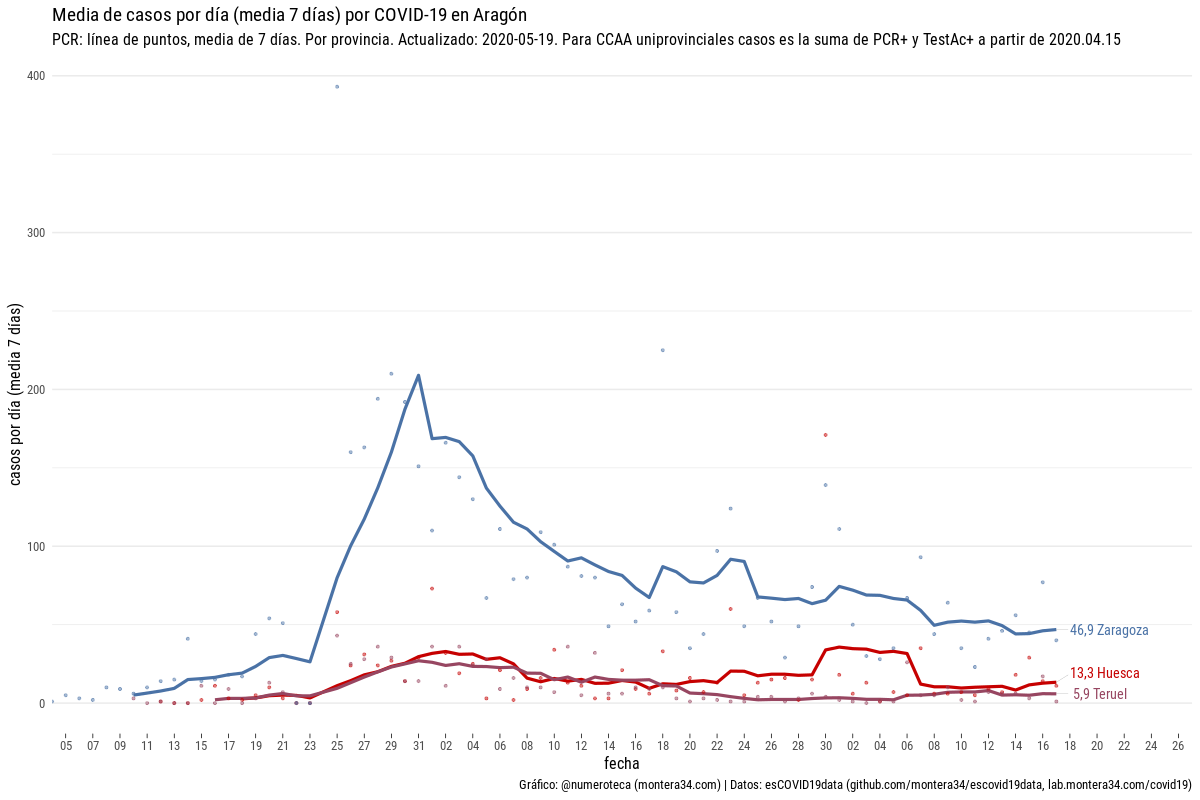 Media de casos por día (media 7 días) por COVID-19 en Aragón
PCR: línea de puntos, media de 7 días. Por provincia. Actualizado: 2020-05-19. Para CCAA uniprovinciales casos es la suma de PCR+ y TestAc+ a partir de 2020.04.15
casos por día (media 7 días)
400
300
200
100
0
46,9 Zaragoza
13,3 Huesca
5,9 Teruel
05 07 09 11 13 15 17 19 21 23 25 27 29 31 02 04 06 08 10 12 14 16 18 20 22 24 26 28 30 02 04 06 08 10 12 14 16 18 20 22 24 26
fecha
Gráfico: @numeroteca (montera34.com) | Datos: esCOVID19data (github.com/montera34/escovid19data, lab.montera34.com/covid19)